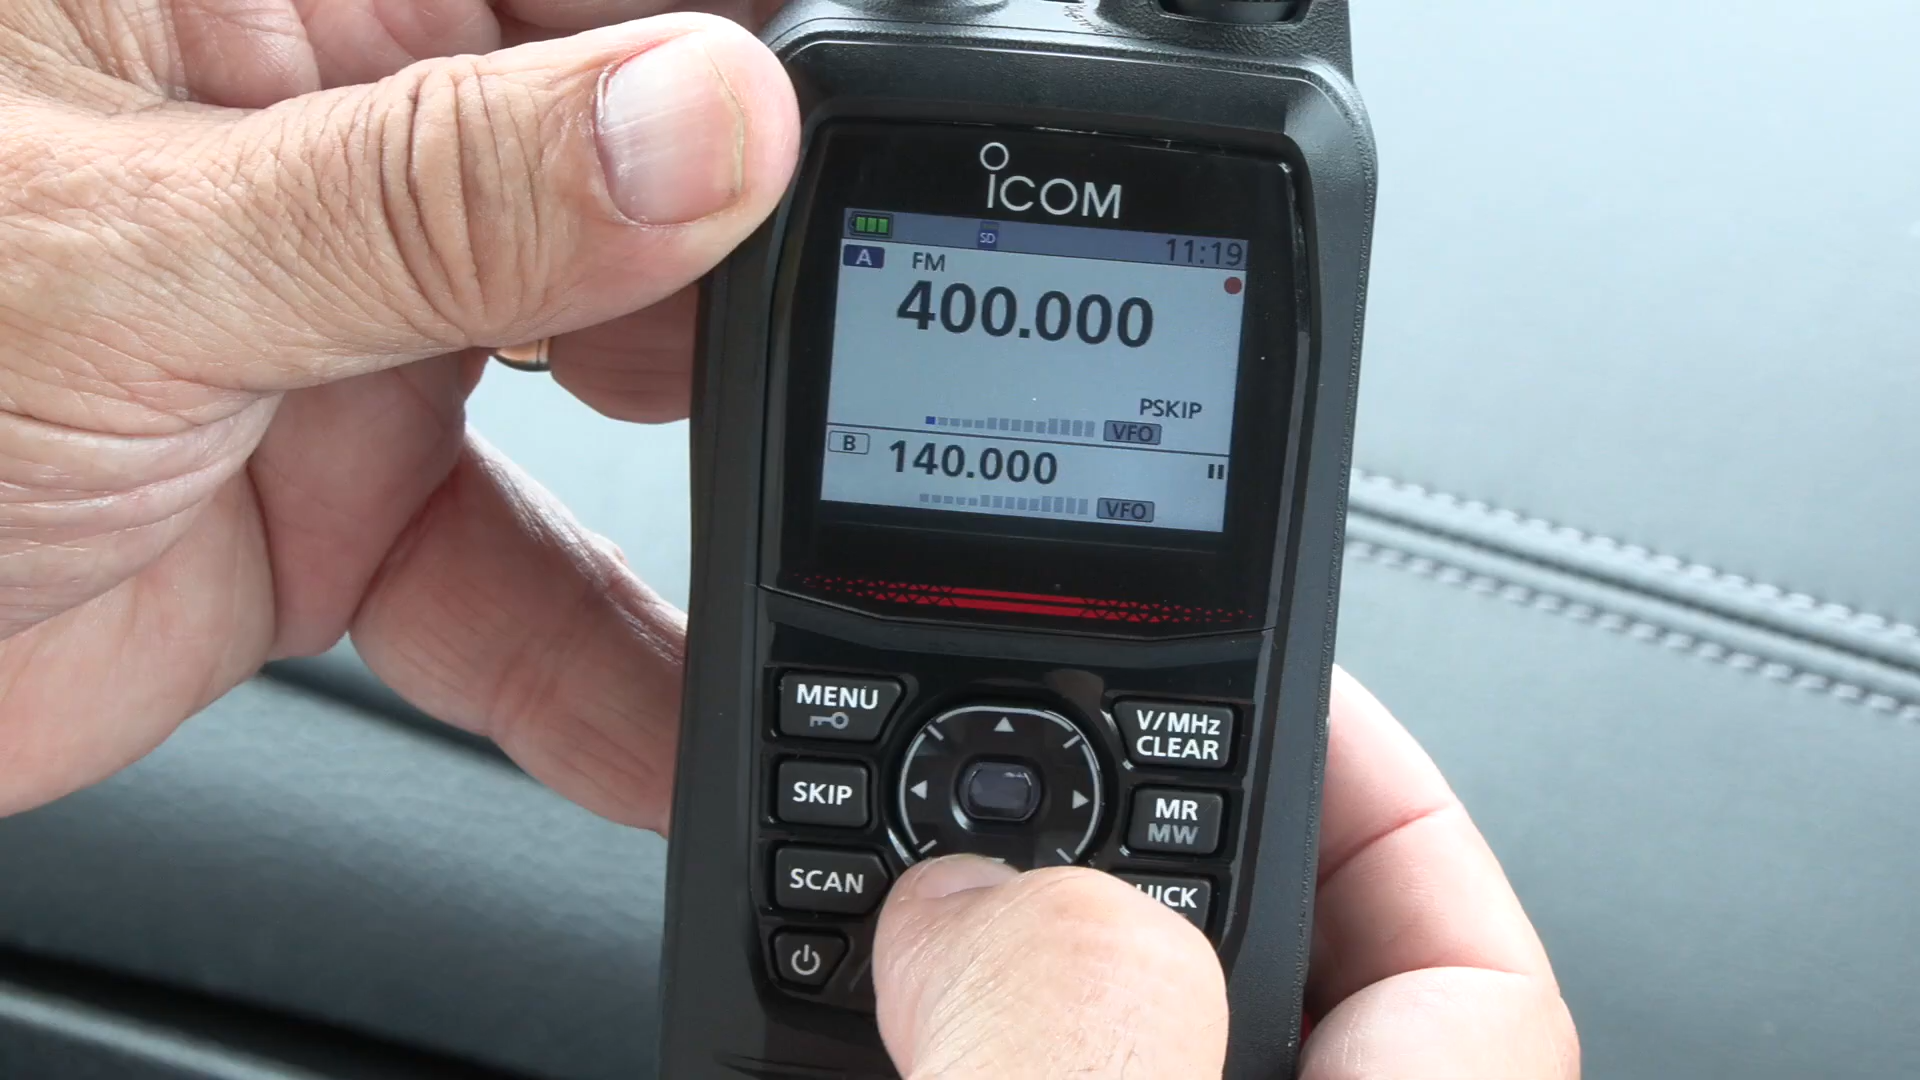 ICOM
SD 11:19
A FM
400.000
PSKIP
VFO
B 140.000
VFO
MENU
V/MHz
CLEAR
SKIP
MR
MW
SCAN